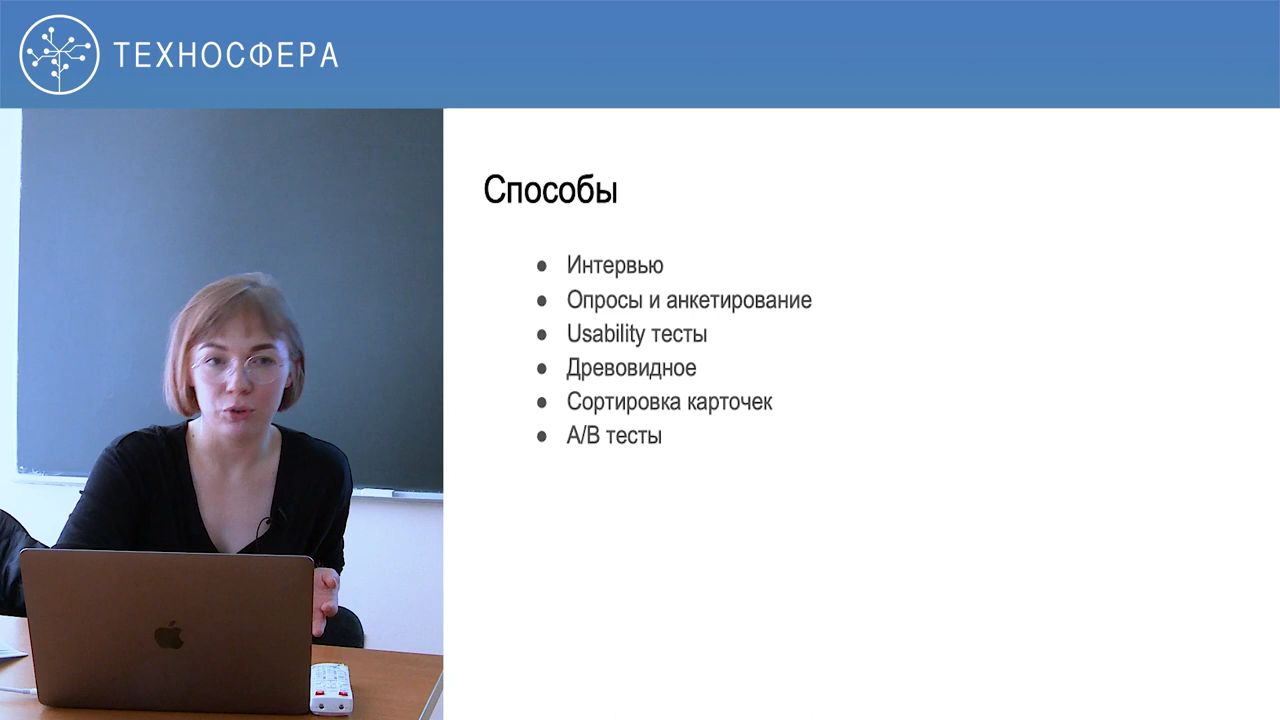 ТЕХНОСФЕРА
Способы
● Интервью
● Опросы и анкетирование
● Usability тесты
● Древовидное
● Сортировка карточек
● A/B тесты